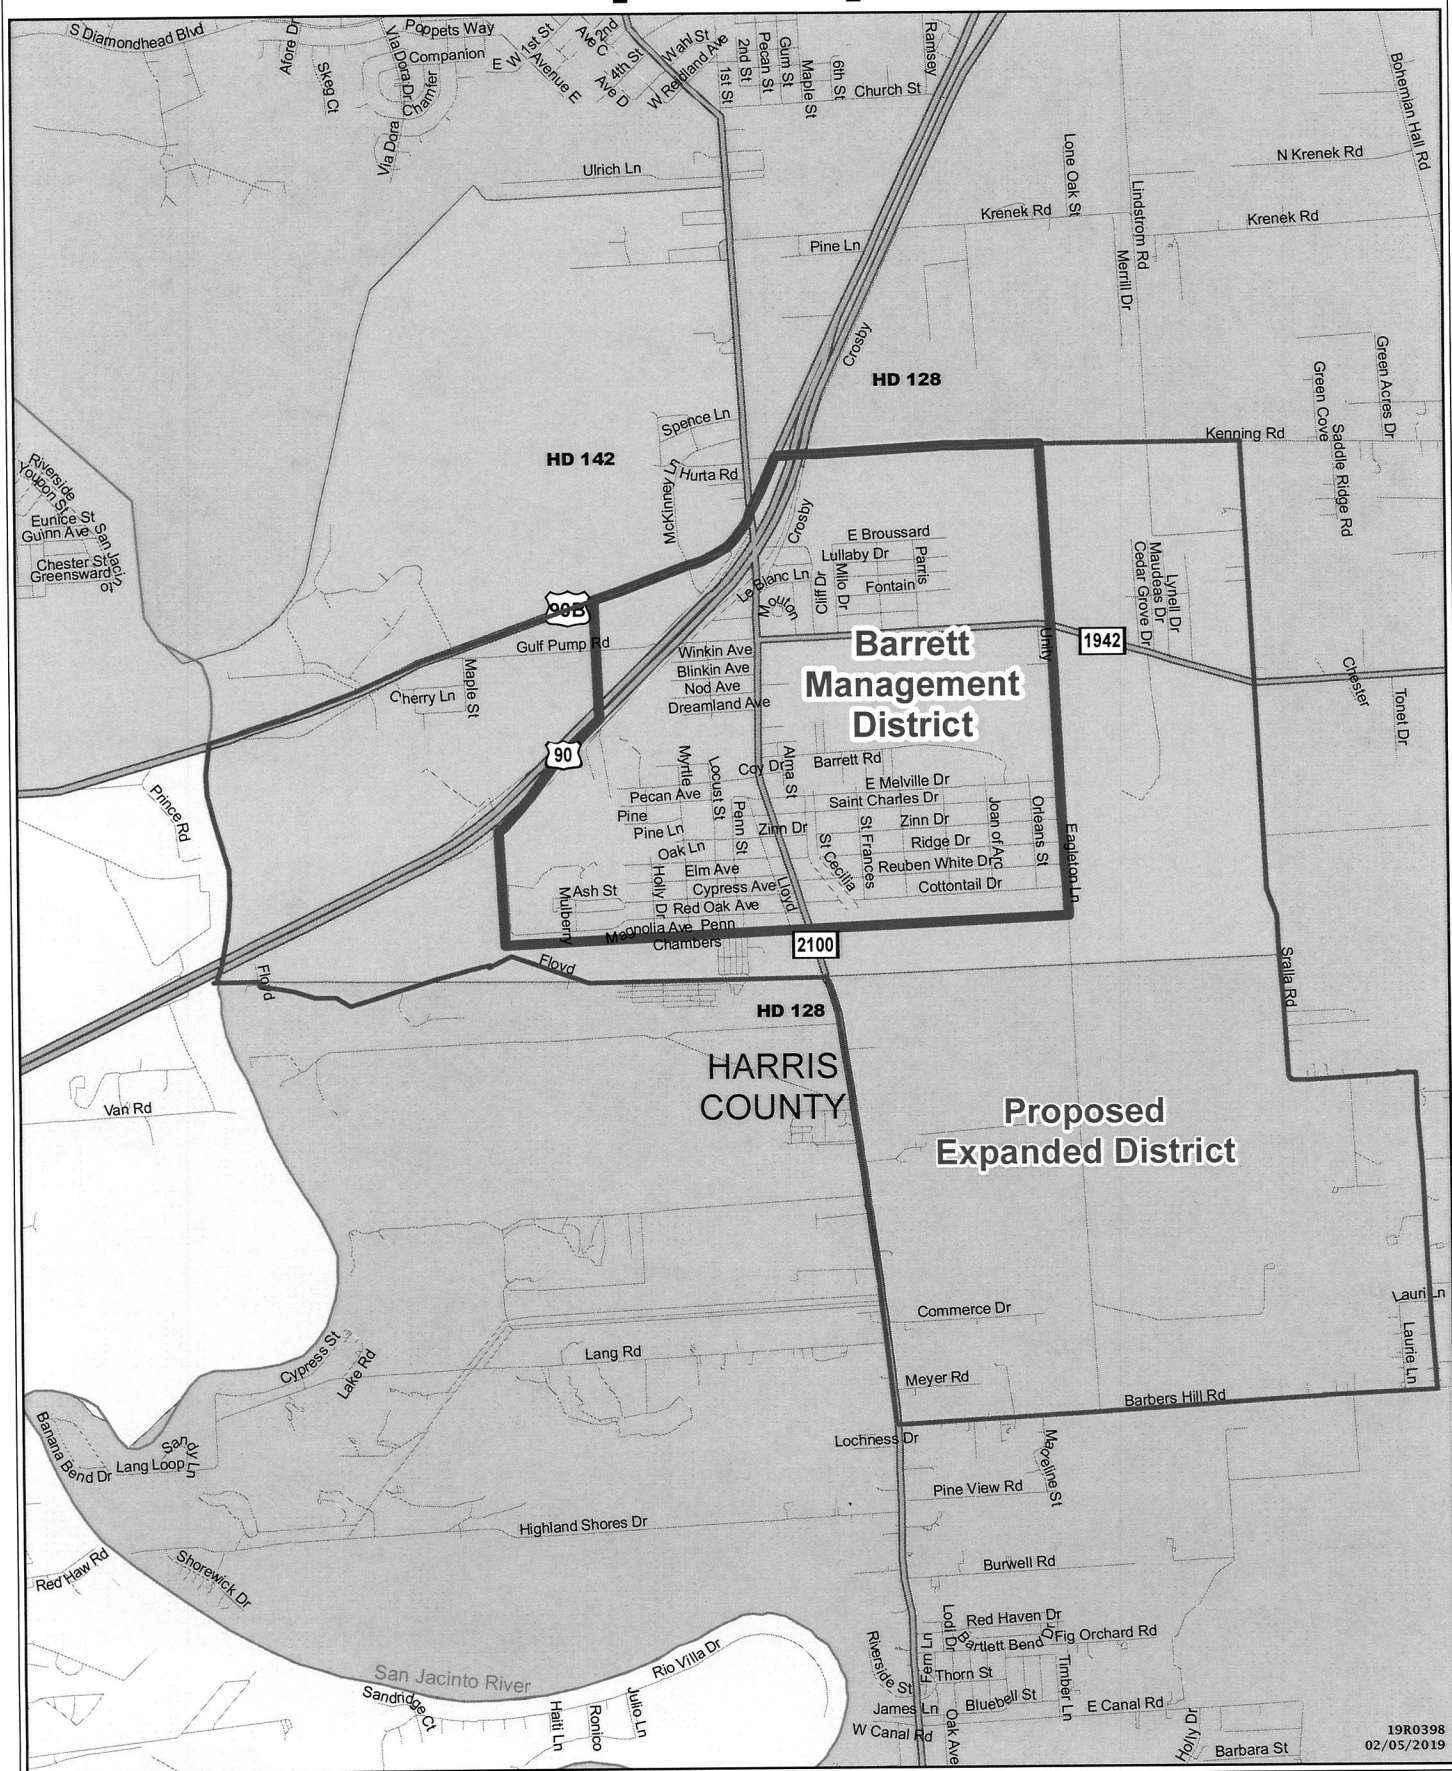 S Diamondhead Blvd
Afore Dr
Skeg Ct
Via Dora Dr
Via Dora
Poppets Way
Companion
Chamfer
E
W 1st St
Avenue E
Ave C
2nd
4th St
Ave D
Wahl St
W Reidland Ave
1st St
2nd St
Pecan St
Gum St
Maple St
6th St
Church St
Ramsey
Bohemian Hall Rd
N Krenek Rd
Lone Oak St
Ulrich Ln
Krenek Rd
Lindstrom Rd
Krenek Rd
Pine Ln
Merrill Dr
Crosby
HD 128
Green Acres Dr
Green Cove
Saddle Ridge Rd
Spence Ln
Kenning Rd
HD 142
Hurta Rd
McKinney Ln
Riverside
Youpon St
Eunice St
Guinn Ave
San Jacinto
Chester St
Greensward
Crosby
E Broussard
Lullaby Dr
Parris
Le Blanc Ln
Cliff Dr
Milo Dr
Fontain
Mouton
Cedar Grove Dr
Maudeas Dr
Lynell Dr
90B
Gulf Pump Rd
Winkin Ave
Blinkin Ave
Nod Ave
Dreamland Ave
Barrett
Management
District
Unity
1942
Chester
Tonet Dr
Cherry Ln
Maple St
90
Myrtle
Locust St
Coy Dr
Alma St
Barrett Rd
E Melville Dr
Pecan Ave
Saint Charles Dr
Pine
Penn St
Zinn Dr
Zinn Dr
Joan of Arc
Orleans St
Pine Ln
St Cecilia
St Frances
Ridge Dr
Oak Ln
Reuben White Dr
Eagleton Ln
Prince Rd
Elm Ave
Ash St
Holly Dr
Cypress Ave
Lloyd
Cottontail Dr
Mulberry
Red Oak Ave
Magnolia Ave
Penn
Chambers
2100
Floyd
Floyd
Sralla Rd
HD 128
HARRIS
COUNTY
Van Rd
Proposed
Expanded District
Lauri Ln
Laurie Ln
Commerce Dr
Cypress St
Lake Rd
Lang Rd
Meyer Rd
Barbers Hill Rd
Banana Bend Dr
Sandy Ln
Lang Loop
Lochness Dr
Maoveline St
Pine View Rd
Highland Shores Dr
Red Haw Rd
Shorewick Dr
Burwell Rd
Red Haven Dr
Lodi Dr
Bartlett Bend Dr
Fig Orchard Rd
Riverside St
Fern Ln
Thorn St
Timber Ln
Rio Villa Dr
San Jacinto River
Sandridge Ct
Haiti Ln
Ronico
Julio Ln
James Ln
Bluebell St
E Canal Rd
W Canal Rd
Oak Ave
Holly Dr
Barbara St
19R0398
02/05/2019